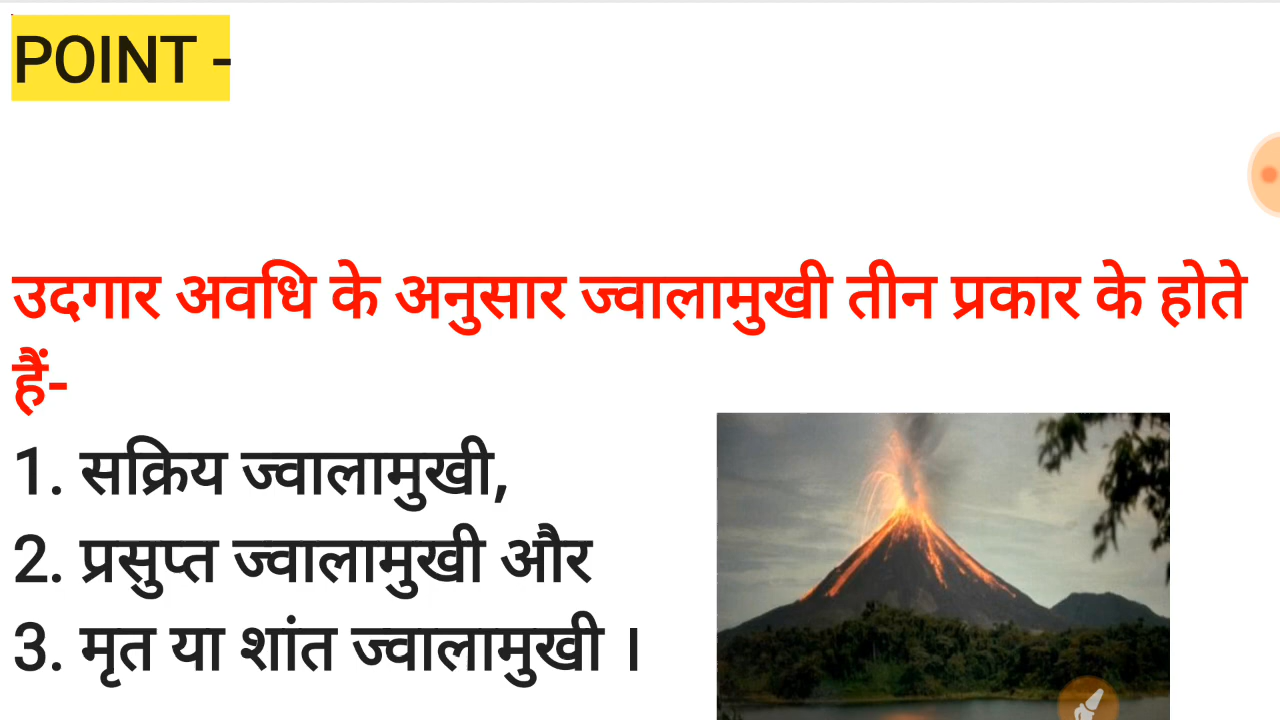 POINT -
उदगार अवधि के अनुसार ज्वालामुखी तीन प्रकार के होते
हैं-
1. सक्रिय ज्वालामुखी,
2. प्रसुप्त ज्वालामुखी और
3. मृत या शांत ज्वालामुखी ।